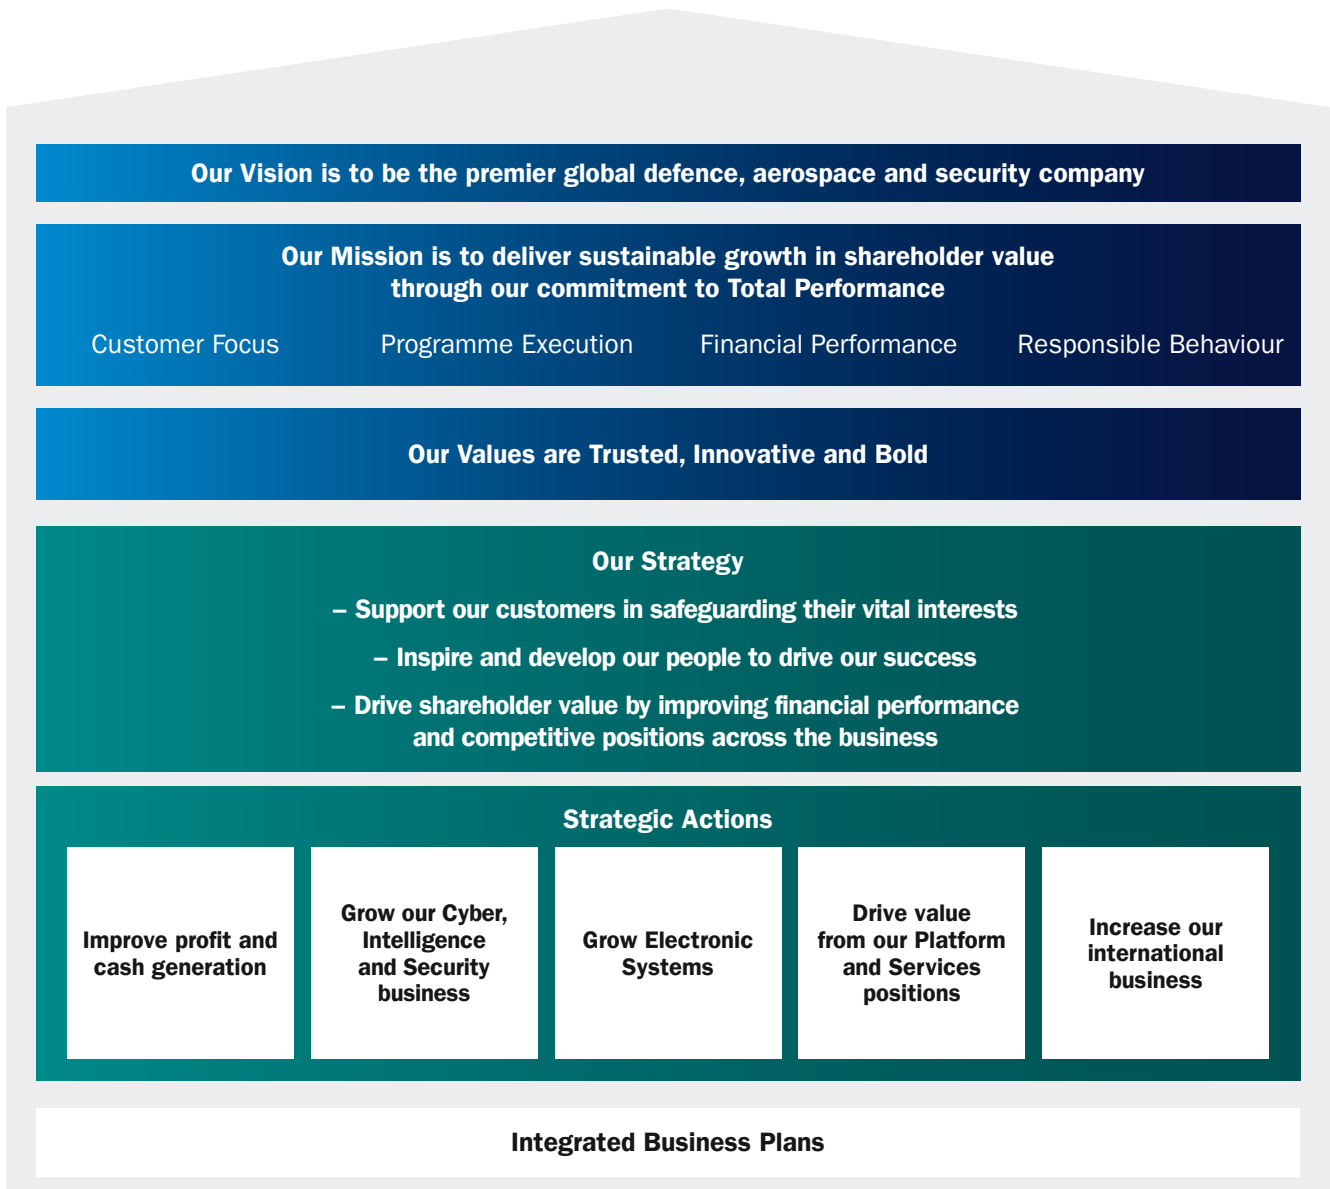 Our Vision is to be the premier global defence, aerospace and security company
Our Mission is to deliver sustainable growth in shareholder value
through our commitment to Total Performance
Customer Focus Programme Execution Financial Performance Responsible Behaviour
Our Values are Trusted, Innovative and Bold
Our Strategy
– Support our customers in safeguarding their vital interests
– Inspire and develop our people to drive our success
– Drive shareholder value by improving financial performance
and competitive positions across the business
Strategic Actions
Improve profit and
cash generation
Grow our Cyber,
Intelligence
and Security
business
Grow Electronic
Systems
Drive value
from our Platform
and Services
positions
Increase our
international
business
Integrated Business Plans